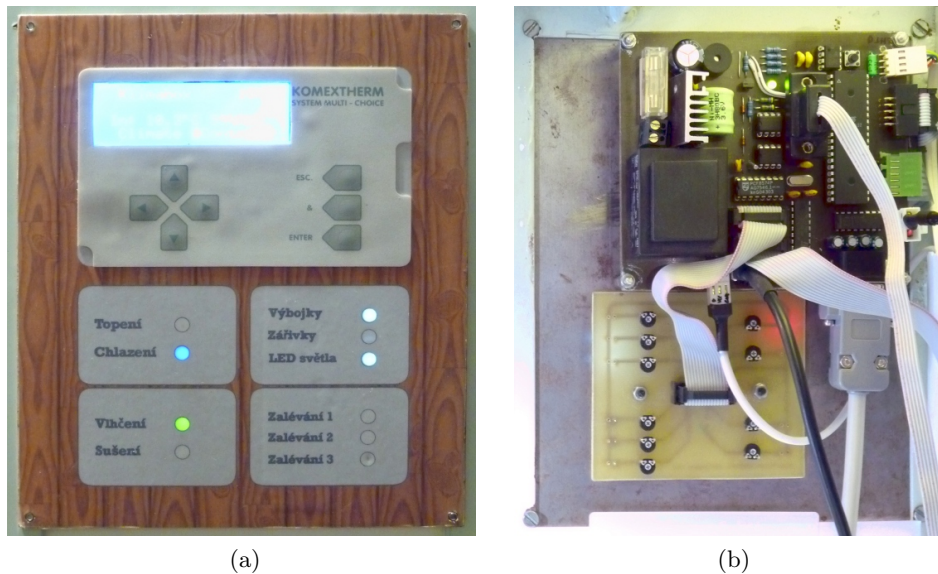 KOMEXTHERM
SYSTEM MULTI - CHOICE
ESC.
&
ENTER
Topení
Chlazení
Výbojky
Zářivky
LED světla
Vlhčení
Sušení
Zalévání 1
Zalévání 2
Zalévání 3
(a)
(b)